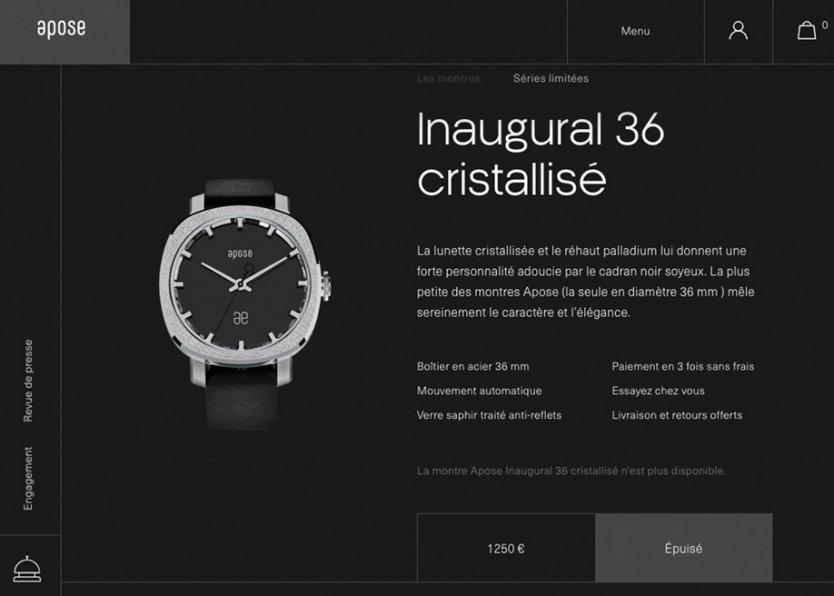 apose
Menu
0
Les montres
Séries limitées
Inaugural 36
cristallisé
La lunette cristallisée et le réhaut palladium lui donnent une
forte personnalité adoucie par le cadran noir soyeux. La plus
petite des montres Apose (la seule en diamètre 36 mm ) mêle
sereinement le caractère et l'élégance.
apose
æ
Boîtier en acier 36 mm
Paiement en 3 fois sans frais
Mouvement automatique
Essayez chez vous
Verre saphir traité anti-reflets
Livraison et retours offerts
Revue de presse
Engagement
La montre Apose Inaugural 36 cristallisé n'est plus disponible.
1250 €
Épuisé